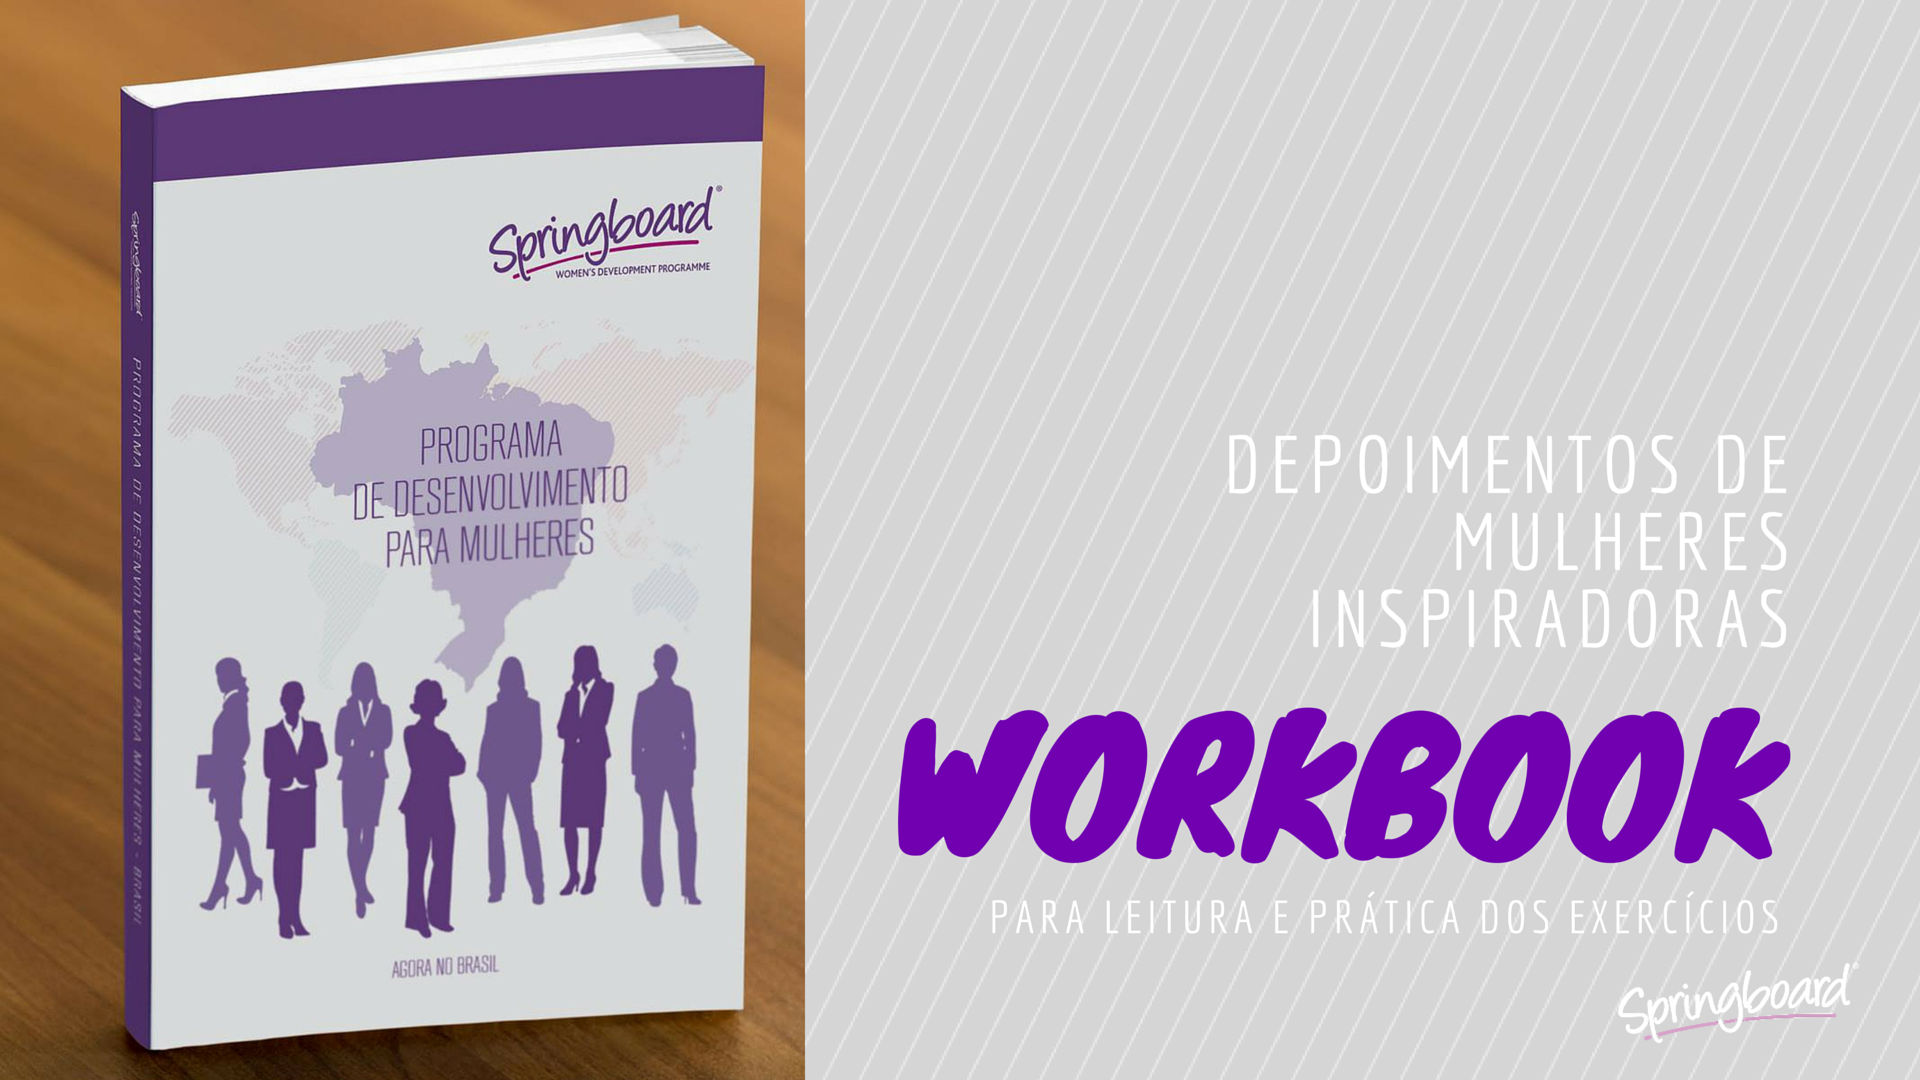 Springboard®
WOMEN'S DEVELOPMENT PROGRAMME
PROGRAMA
DE DESENVOLVIMENTO
PARA MULHERES
AGORA NO BRASIL
Springboard
PROGRAMA DE DESENVOLVIMENTO PARA MULHERES - BRASIL
DEPOIMENTOS DE
MULHERES
INSPIRADORAS
WORKBOOK
PARA LEITURA E PRÁTICA DOS EXERCÍCIOS
Springboard®